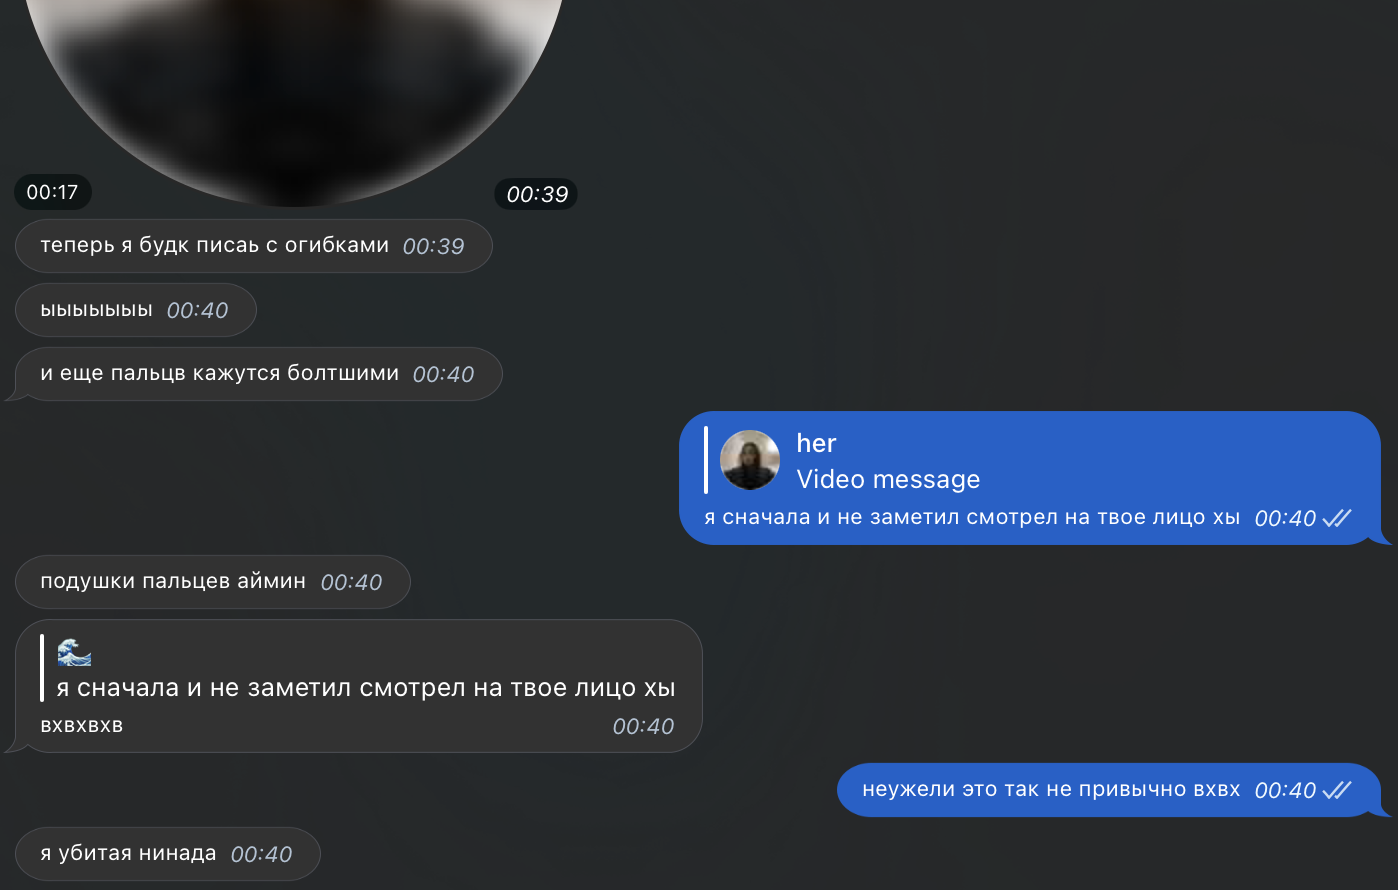 00:17
00:39
теперь я будк писаь с огибками 00:39
ыыыыыыы 00:40
и еще пальцв кажутся болтшими 00:40
her
Video message
я сначала и не заметил смотрел на твое лицо хы 00:40
подушки пальцев аймин 00:40
🌊
я сначала и не заметил смотрел на твое лицо хы
вхвхвхв 00:40
неужели это так не привычно вхвх 00:40
я убитая нинада 00:40